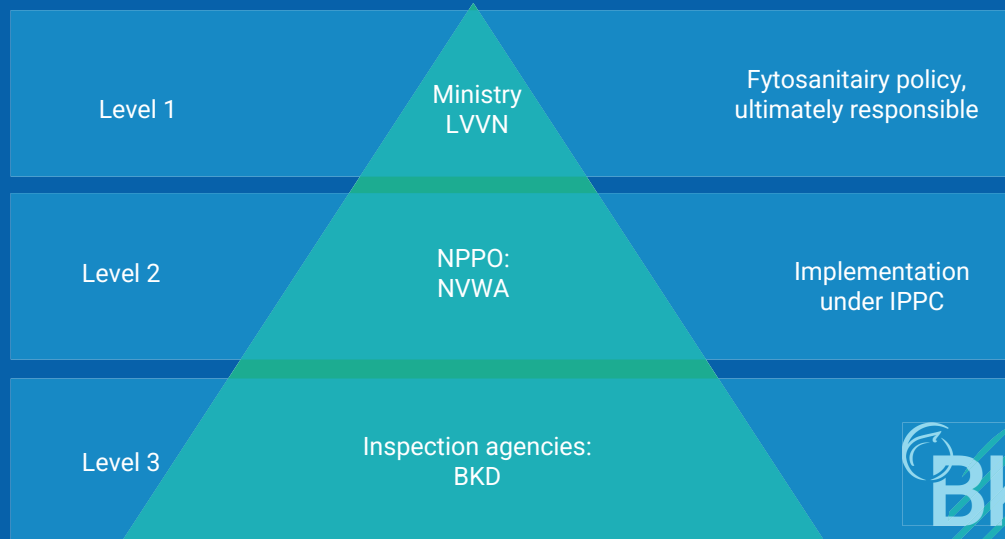 Level 1
Ministry
LVVN
Fytosanitairy policy,
ultimately responsible
Level 2
NPPO:
NVWA
Implementation
under IPPC
Level 3
Inspection agencies:
BKD